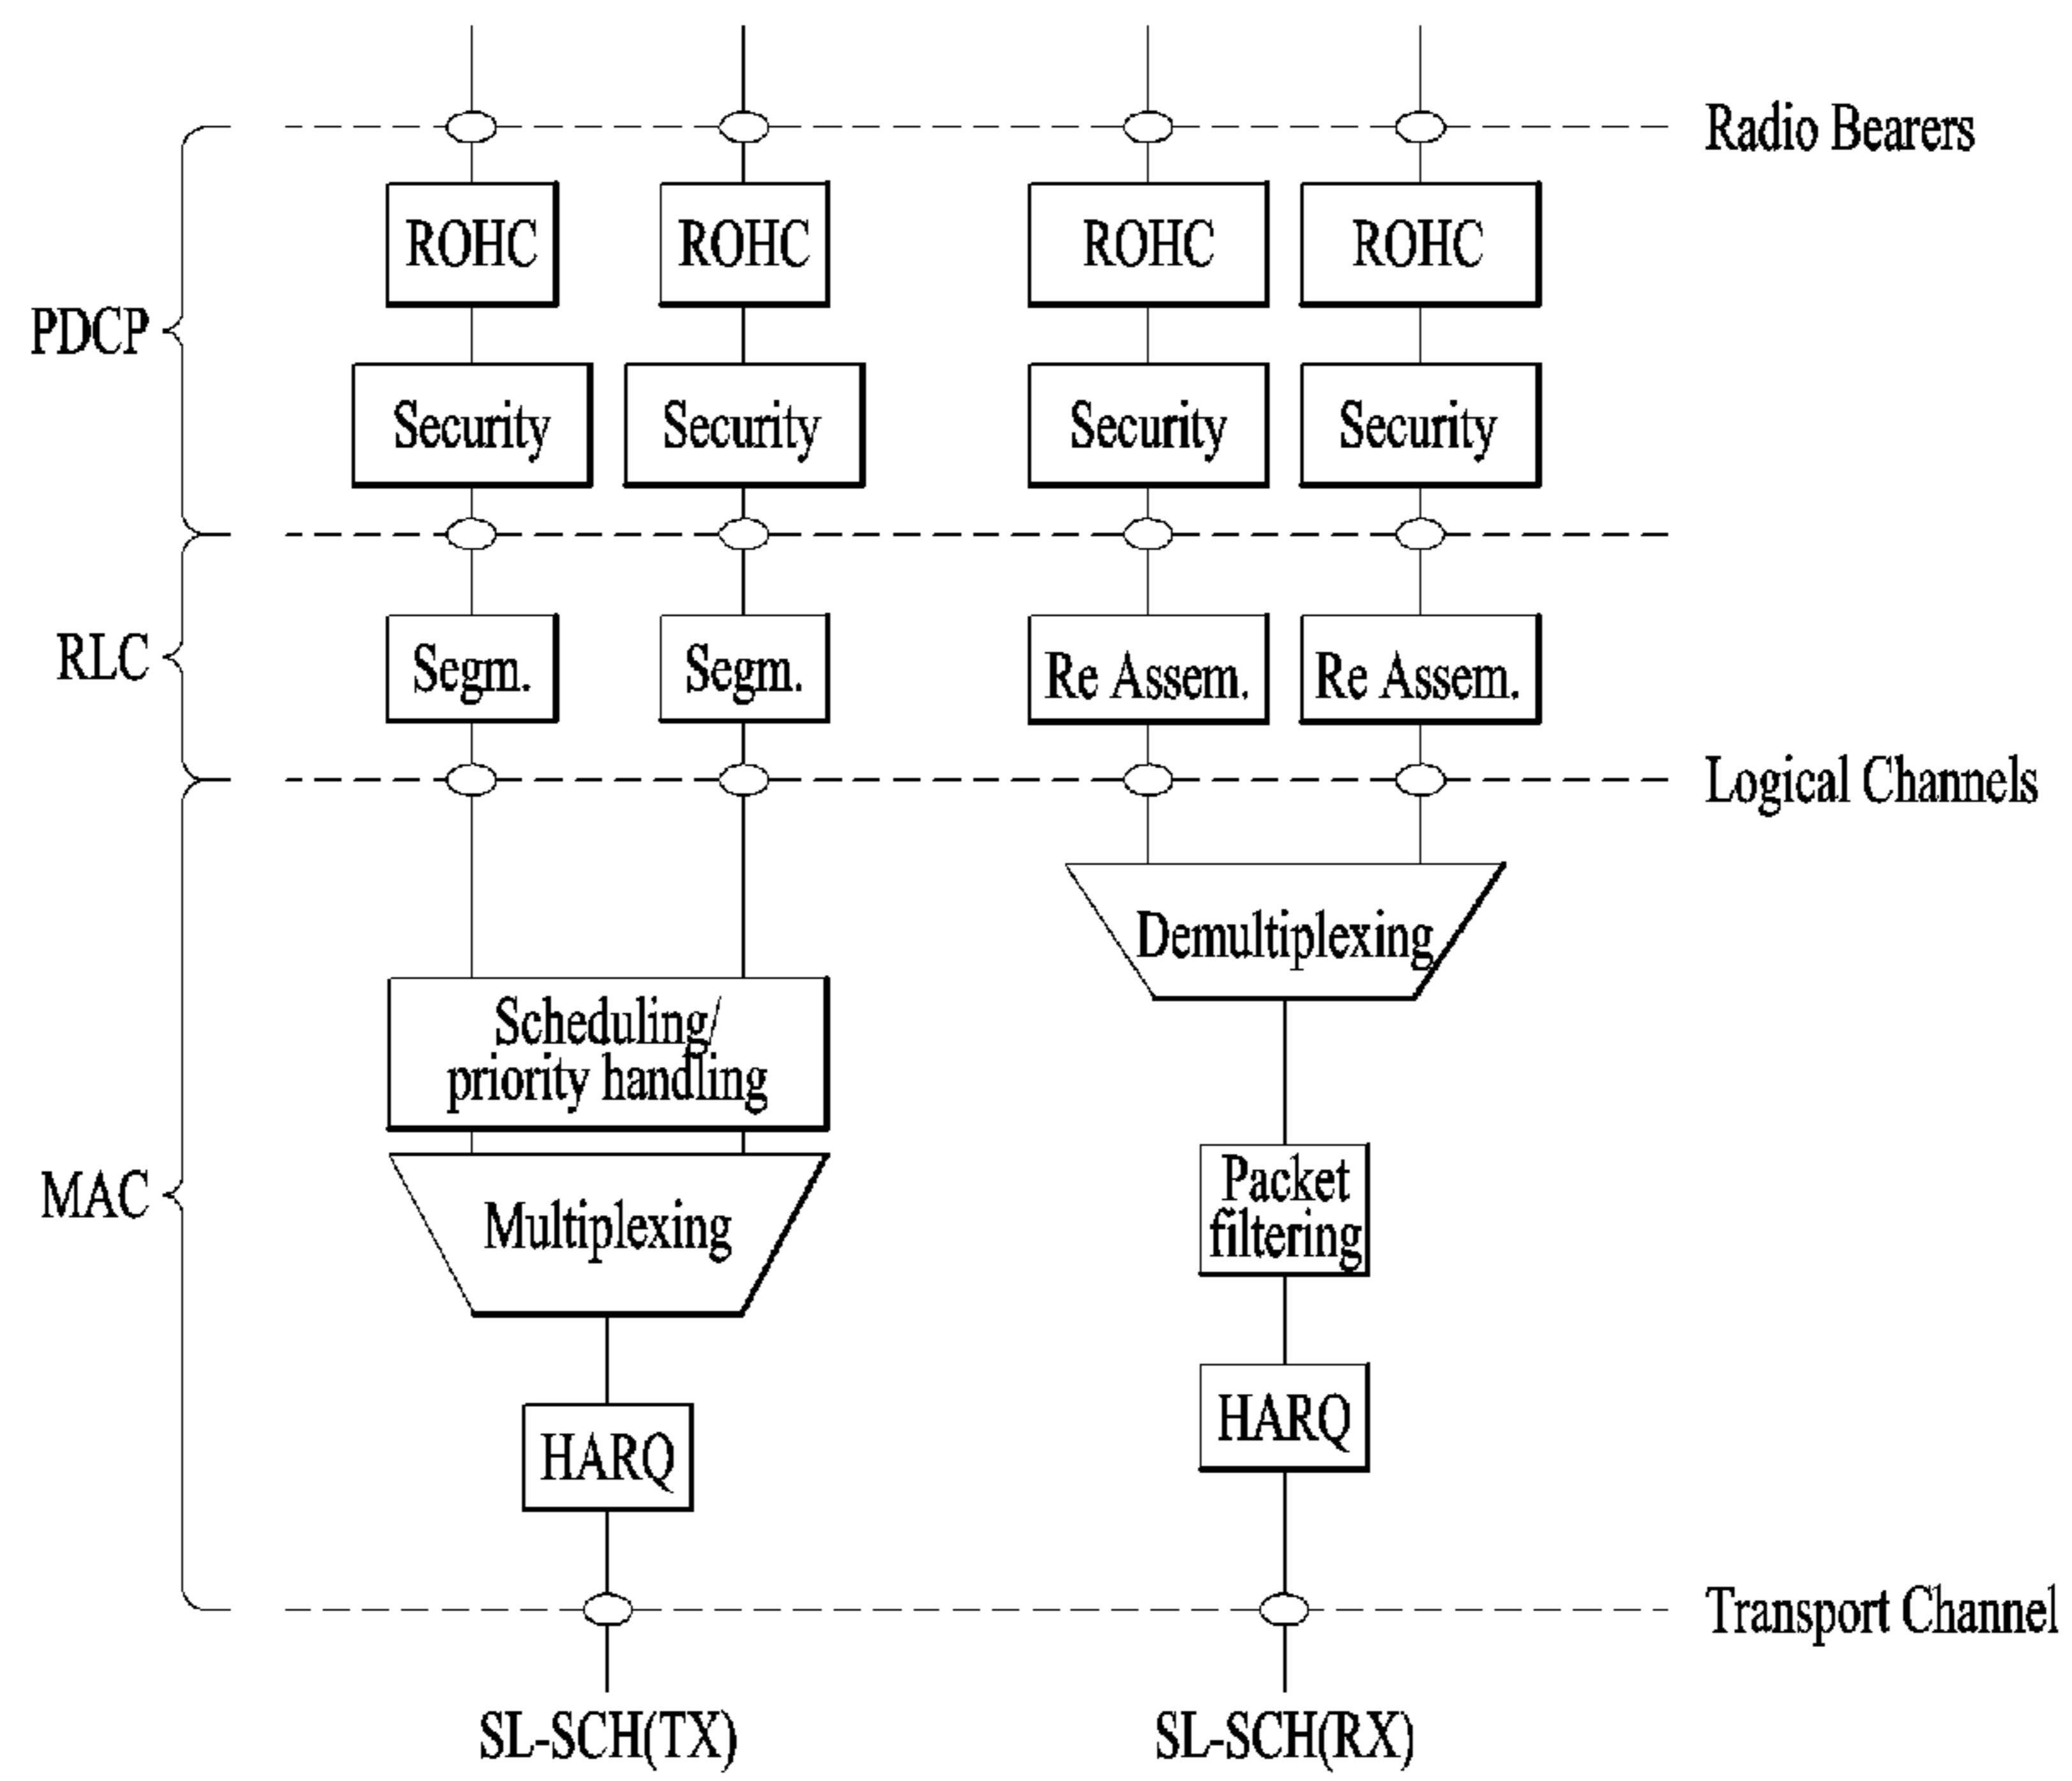 Radio Bearers
ROHC
ROHC
ROHC
ROHC
PDCP
Security
Security
Security
Security
RLC
Segm.
Segm.
Re Assem.
Re Assem.
Logical Channels
Demultiplexing
Scheduling/
priority handling
MAC
Multiplexing
Packet
filtering
HARQ
HARQ
Transport Channel
SL-SCH(TX)
SL-SCH(RX)